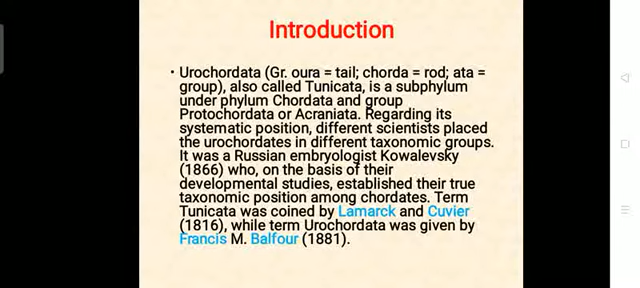 Introduction
• Urochordata (Gr. oura = tail; chorda = rod; ata =
group), also called Tunicata, is a subphylum
under phylum Chordata and group
Protochordata or Acraniata. Regarding its
systematic position, different scientists placed
the urochordates in different taxonomic groups.
It was a Russian embryologist Kowalevsky
(1866) who, on the basis of their
developmental studies, established their true
taxonomic position among chordates. Term
Tunicata was coined by Lamarck and Cuvier
(1816), while term Urochordata was given by
Francis M. Balfour (1881).